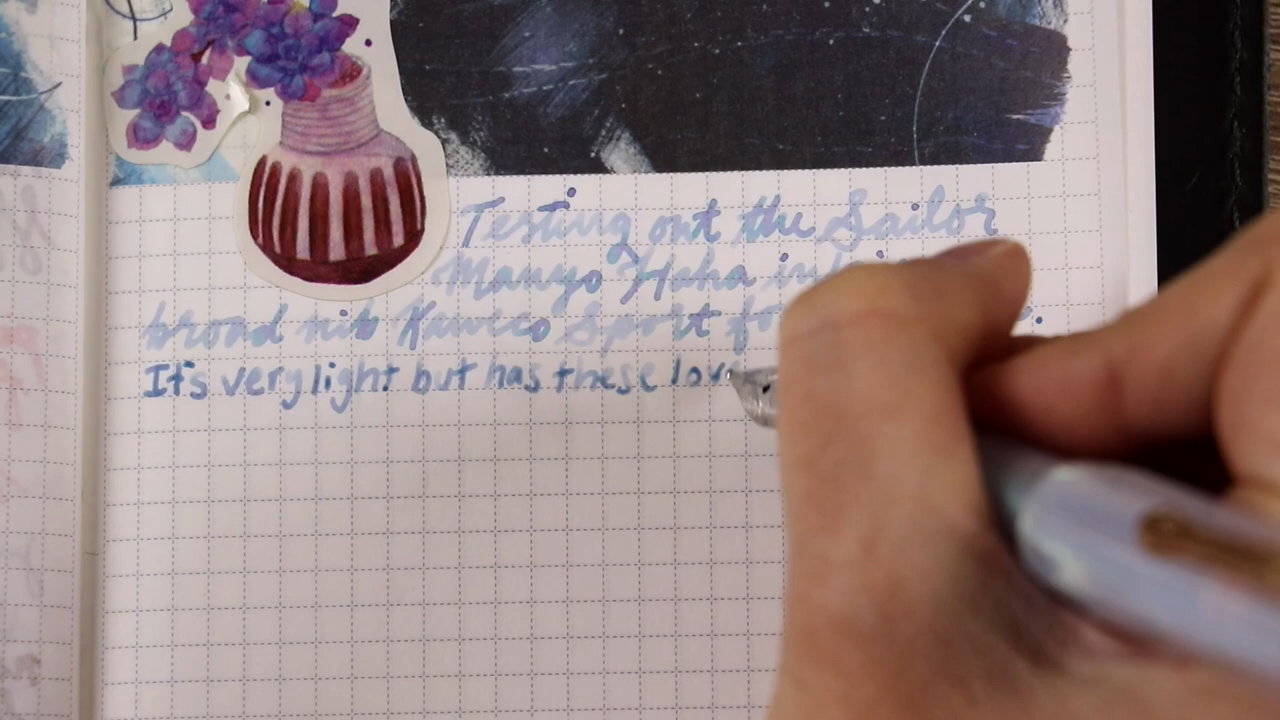 Testing out the Sailor
Manyo Haha in
broad nib Kaweco Sport fo
It's very light but has these lov